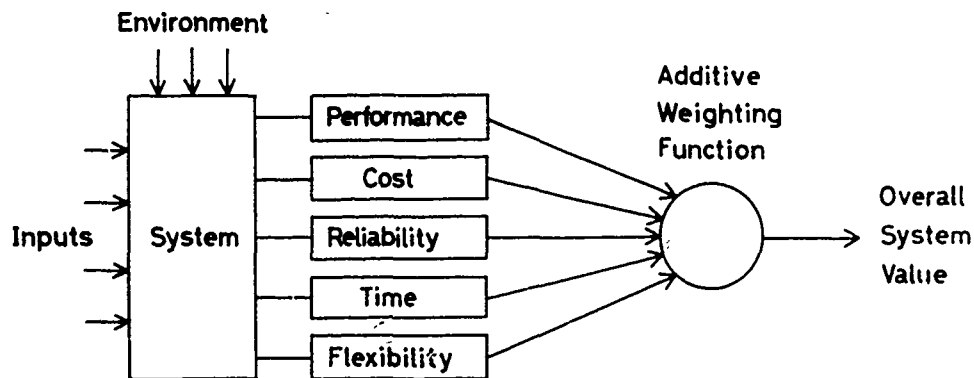 Environment
Inputs
System
Performance
Cost
Reliability
Time
Flexibility
Additive
Weighting
Function
Overall
System
Value